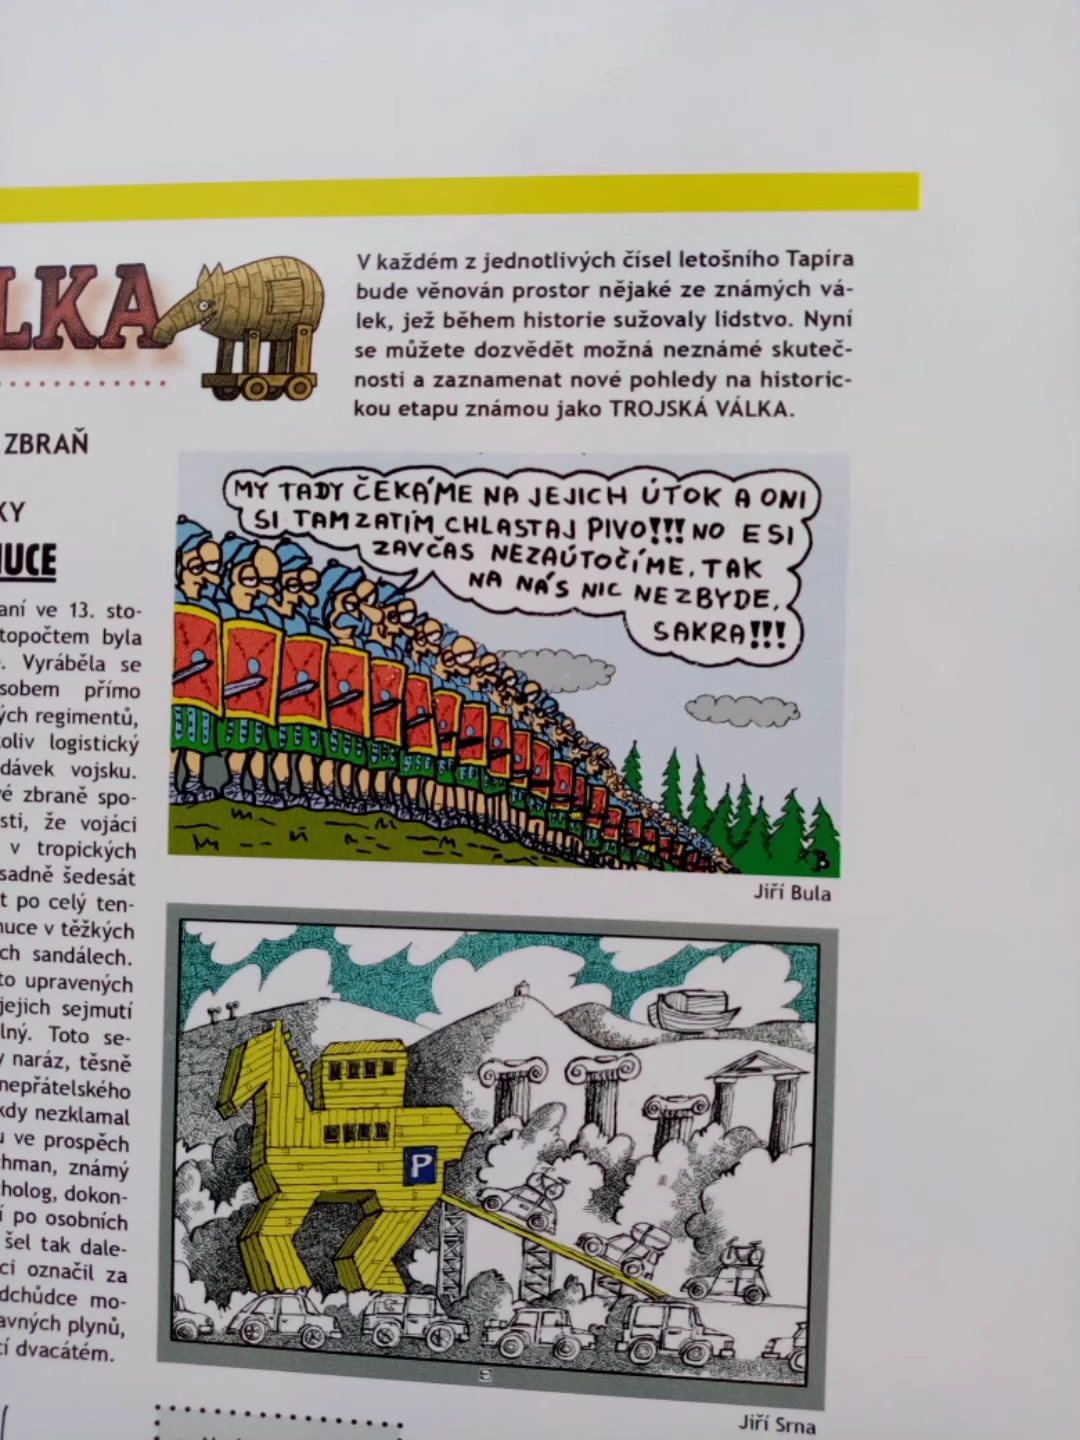 LKA
V každém z jednotlivých čísel letošního Tapíra
bude věnován prostor nějaké ze známých vá-
lek, jež během historie sužovaly lidstvo. Nyní
se můžete dozvědět možná neznámé skuteč-
nosti a zaznamenat nové pohledy na historic-
kou etapu známou jako TROJSKÁ VÁLKA.
ZBRAŇ
KY
UCE
aní ve 13. sto-
topočtem byla
. Vyráběla se
sobem přímo
ých regimentů,
koliv logistický
dávek vojsku.
vé zbraně spo-
sti, že vojáci
v tropických
sadně šedesát
t po celý ten-
nuce v těžkých
ch sandálech.
to upravených
jejich sejmutí
lný. Toto se-
y naráz, těsně
nepřátelského
kdy nezklamal
u ve prospěch
chman, známý
cholog, dokon-
í po osobních
šel tak dale-
ci označil za
dchůdce mo-
avných plynů,
tí dvacátém.
MY TADY ČEKÁME NA JEJICH ÚTOK A ONI
SI TAM ZATÍM CHLASTAJ PIVO!!! NO ESI
ZAVČAS NEZAÚTOČÍME, TAK
NA NÁS NIC NEZBYDE,
SAKRA!!!
JB
Jiří Bula
P
Jiří Srna